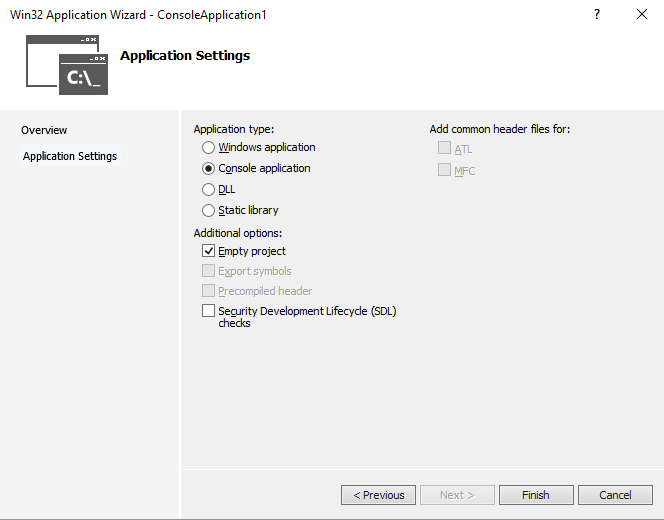 Win32 Application Wizard - ConsoleApplication1
? ×
C:\_
Application Settings
Overview
Application Settings
Application type:
Windows application
Console application
DLL
Static library
Additional options:
Empty project
Export symbols
Precompiled header
Security Development Lifecycle (SDL)
checks
Add common header files for:
ATL
MFC
< Previous
Next >
Finish
Cancel